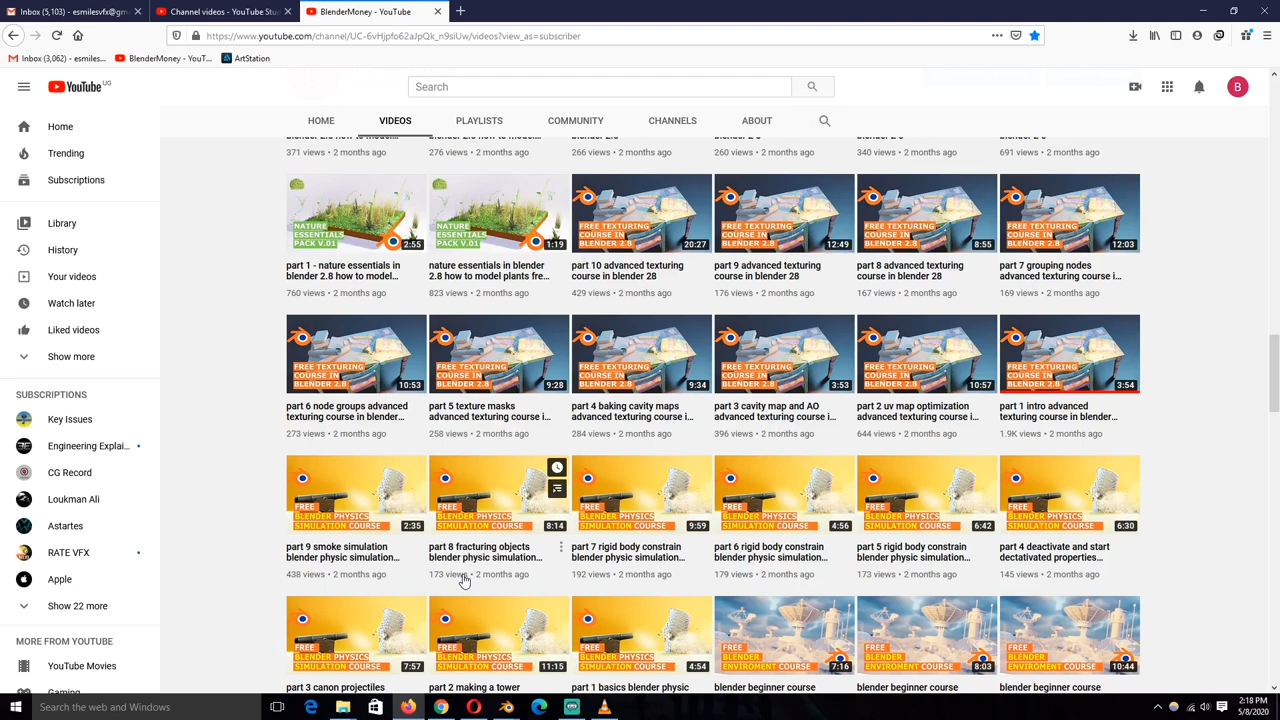 Inbox (5,103) - esmilesvfx@gm
Channel videos - YouTube Stu
BlenderMoney - YouTube
https://www.youtube.com/channel/UC-6vHjpfo62aJpQk_n9siUw/videos?view_as=subscriber
Inbox (3,062) - esmiles...
BlenderMoney - YouT...
ArtStation
YouTube UG
Search
B
HOME
VIDEOS
PLAYLISTS
COMMUNITY
CHANNELS
ABOUT
Home
Trending
Subscriptions
Library
History
Your videos
Watch later
Liked videos
Show more
SUBSCRIPTIONS
Key Issues
Engineering Explai...
CG Record
Loukman Ali
Astartes
RATE VFX
Apple
Show 22 more
MORE FROM YOUTUBE
YouTube Movies
Gaming
371 views • 2 months ago
276 views • 2 months ago
266 views • 2 months ago
260 views • 2 months ago
340 views • 2 months ago
691 views • 2 months ago
NATURE
ESSENTIALS
PACK V.01
2:55
NATURE
ESSENTIALS
PACK V.01
1:19
FREE TEXTURING
COURSE IN
BLENDER 2.8
20:27
FREE TEXTURING
COURSE IN
BLENDER 2.8
12:49
FREE TEXTURING
COURSE IN
BLENDER 2.8
8:55
FREE TEXTURING
COURSE IN
BLENDER 2.8
12:03
part 1 - nature essentials in
blender 2.8 how to model...
760 views • 2 months ago
nature essentials in blender
2.8 how to model plants fre...
823 views • 2 months ago
part 10 advanced texturing
course in blender 28
429 views • 2 months ago
part 9 advanced texturing
course in blender 28
176 views • 2 months ago
part 8 advanced texturing
course in blender 28
167 views • 2 months ago
part 7 grouping nodes
advanced texturing course i...
169 views • 2 months ago
FREE TEXTURING
COURSE IN
BLENDER 2.8
10:53
FREE TEXTURING
COURSE IN
BLENDER 2.8
9:28
FREE TEXTURING
COURSE IN
BLENDER 2.8
9:34
FREE TEXTURING
COURSE IN
BLENDER 2.8
3:53
FREE TEXTURING
COURSE IN
BLENDER 2.8
10:57
FREE TEXTURING
COURSE IN
BLENDER 2.8
3:54
part 6 node groups advanced
texturing course in blender...
273 views • 2 months ago
part 5 texture masks
advanced texturing course i...
258 views • 2 months ago
part 4 baking cavity maps
advanced texturing course i...
284 views • 2 months ago
part 3 cavity map and AO
advanced texturing course i...
396 views • 2 months ago
part 2 uv map optimization
advanced texturing course i...
644 views • 2 months ago
part 1 intro advanced
texturing course in blender...
1.9K views • 2 months ago
FREE
BLENDER PHYSICS
SIMULATION COURSE
2:35
FREE
BLENDER PHYSICS
SIMULATION COURSE
8:14
FREE
BLENDER PHYSICS
SIMULATION COURSE
9:59
FREE
BLENDER PHYSICS
SIMULATION COURSE
4:56
FREE
BLENDER PHYSICS
SIMULATION COURSE
6:42
FREE
BLENDER PHYSICS
SIMULATION COURSE
6:30
part 9 smoke simulation
blender physic simulation...
438 views • 2 months ago
part 8 fracturing objects
blender physic simulation...
173 views • 2 months ago
part 7 rigid body constrain
blender physic simulation...
192 views • 2 months ago
part 6 rigid body constrain
blender physic simulation...
179 views • 2 months ago
part 5 rigid body constrain
blender physic simulation...
173 views • 2 months ago
part 4 deactivate and start
dectativated properties...
145 views • 2 months ago
FREE
BLENDER PHYSICS
SIMULATION COURSE
7:57
FREE
BLENDER PHYSICS
SIMULATION COURSE
11:15
FREE
BLENDER PHYSICS
SIMULATION COURSE
4:54
FREE
BLENDER
ENVIROMENT COURSE
7:16
FREE
BLENDER
ENVIROMENT COURSE
8:03
FREE
BLENDER
ENVIROMENT COURSE
10:44
part 3 canon projectiles
part 2 making a tower
part 1 basics blender physic
blender beginner course
blender beginner course
blender beginner course
Search the web and Windows
2:18 PM
5/8/2020